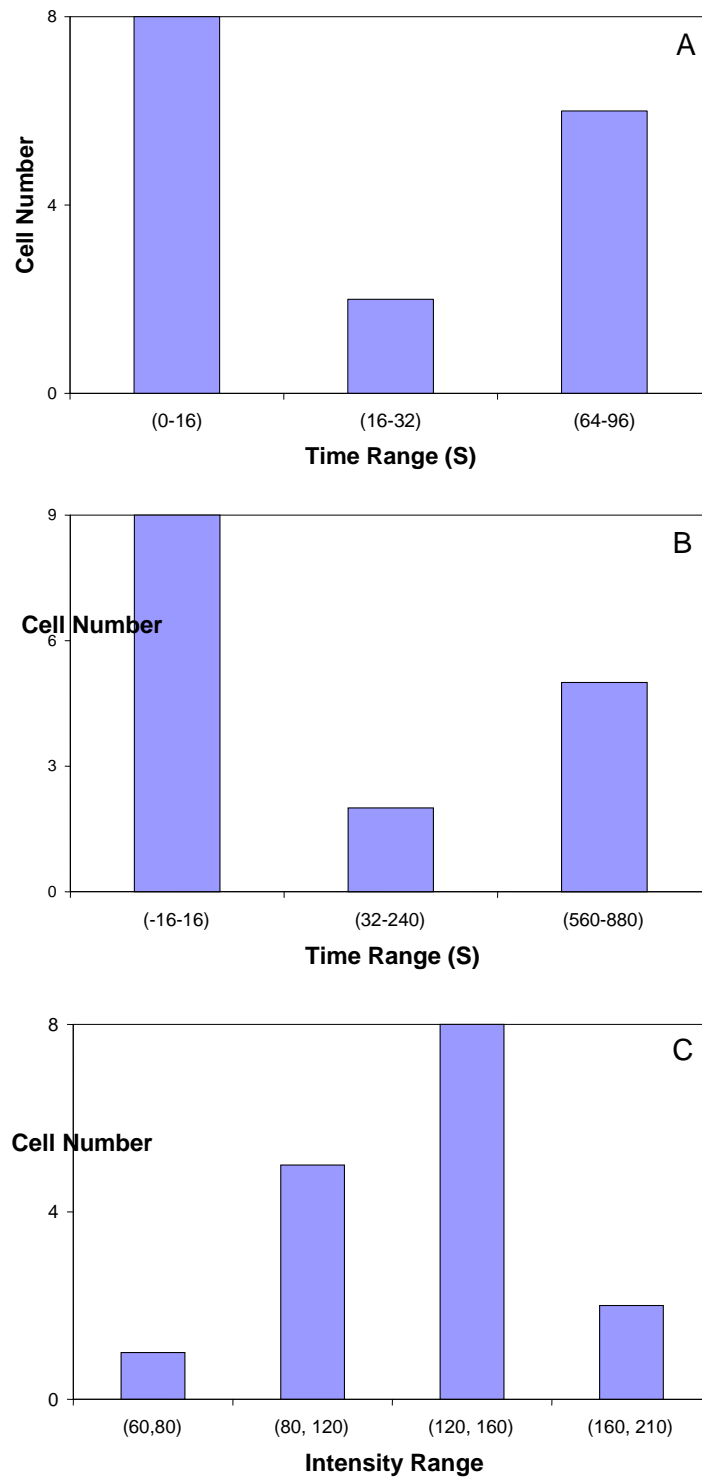 8
A
Cell Number
4
0
(0-16) (16-32) (64-96)
Time Range (S)
9
B
Cell Number
6
3
0
(-16-16) (32-240) (560-880)
Time Range (S)
8
C
Cell Number
4
0
(60,80) (80, 120) (120, 160) (160, 210)
Intensity Range